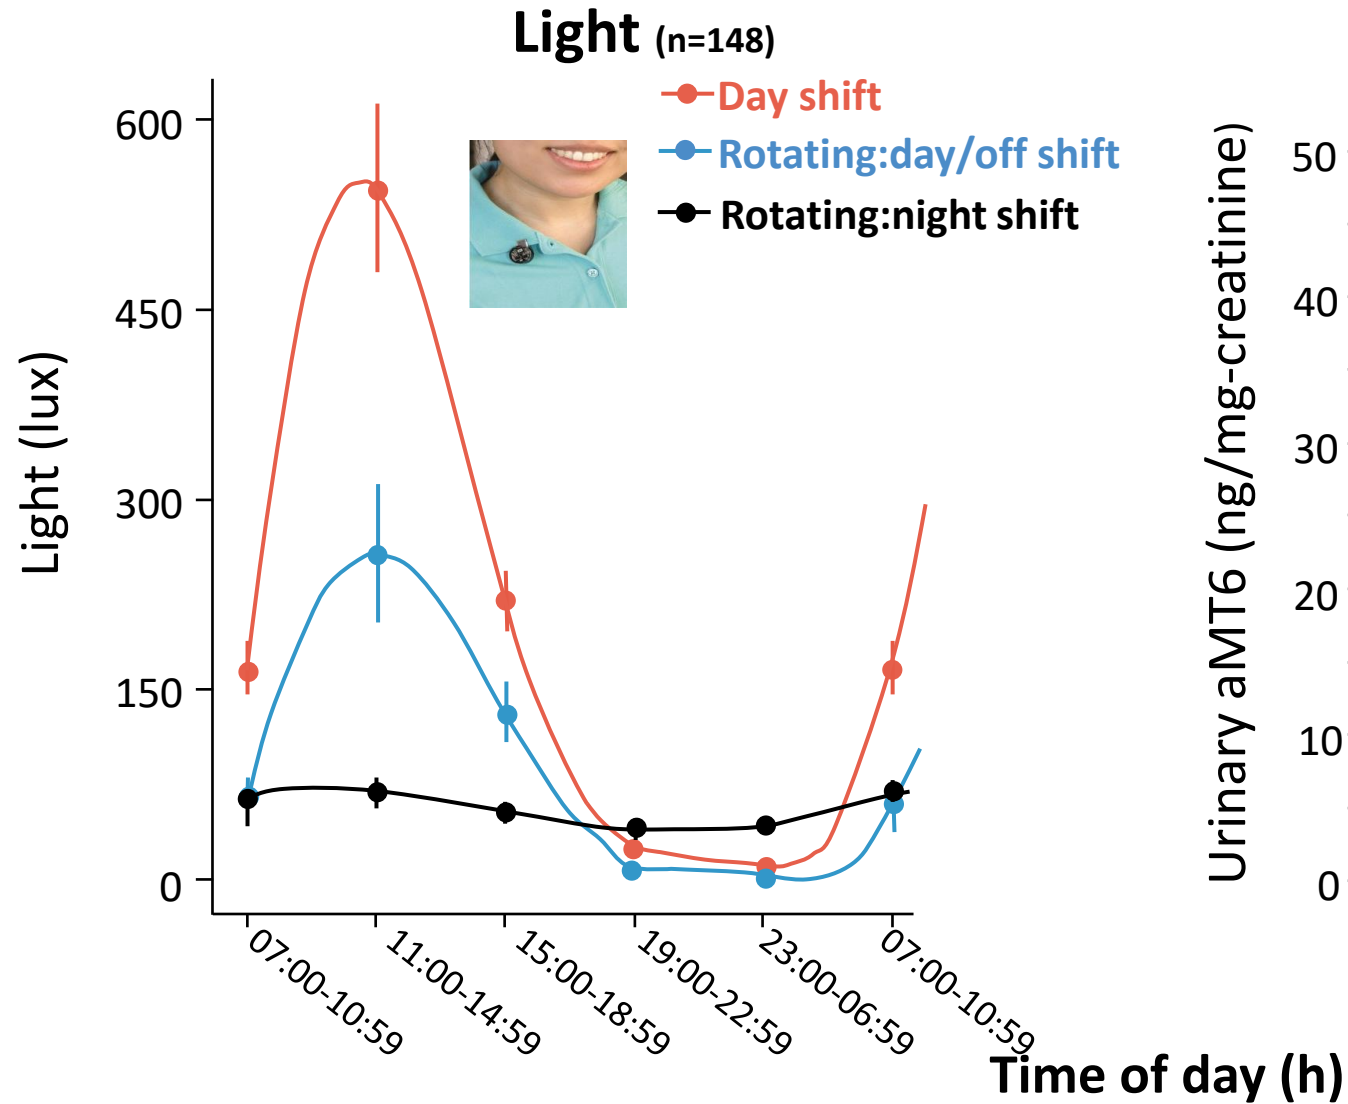 Light (n=148)
Day shift
Rotating:day/off shift
Rotating:night shift
Light (lux)
600
450
300
150
0
07:00-10:59
11:00-14:59
15:00-18:59
19:00-22:59
23:00-06:59
07:00-10:59
Time of day (h)
Urinary aMT6 (ng/mg-creatinine)
50
40
30
20
10
0